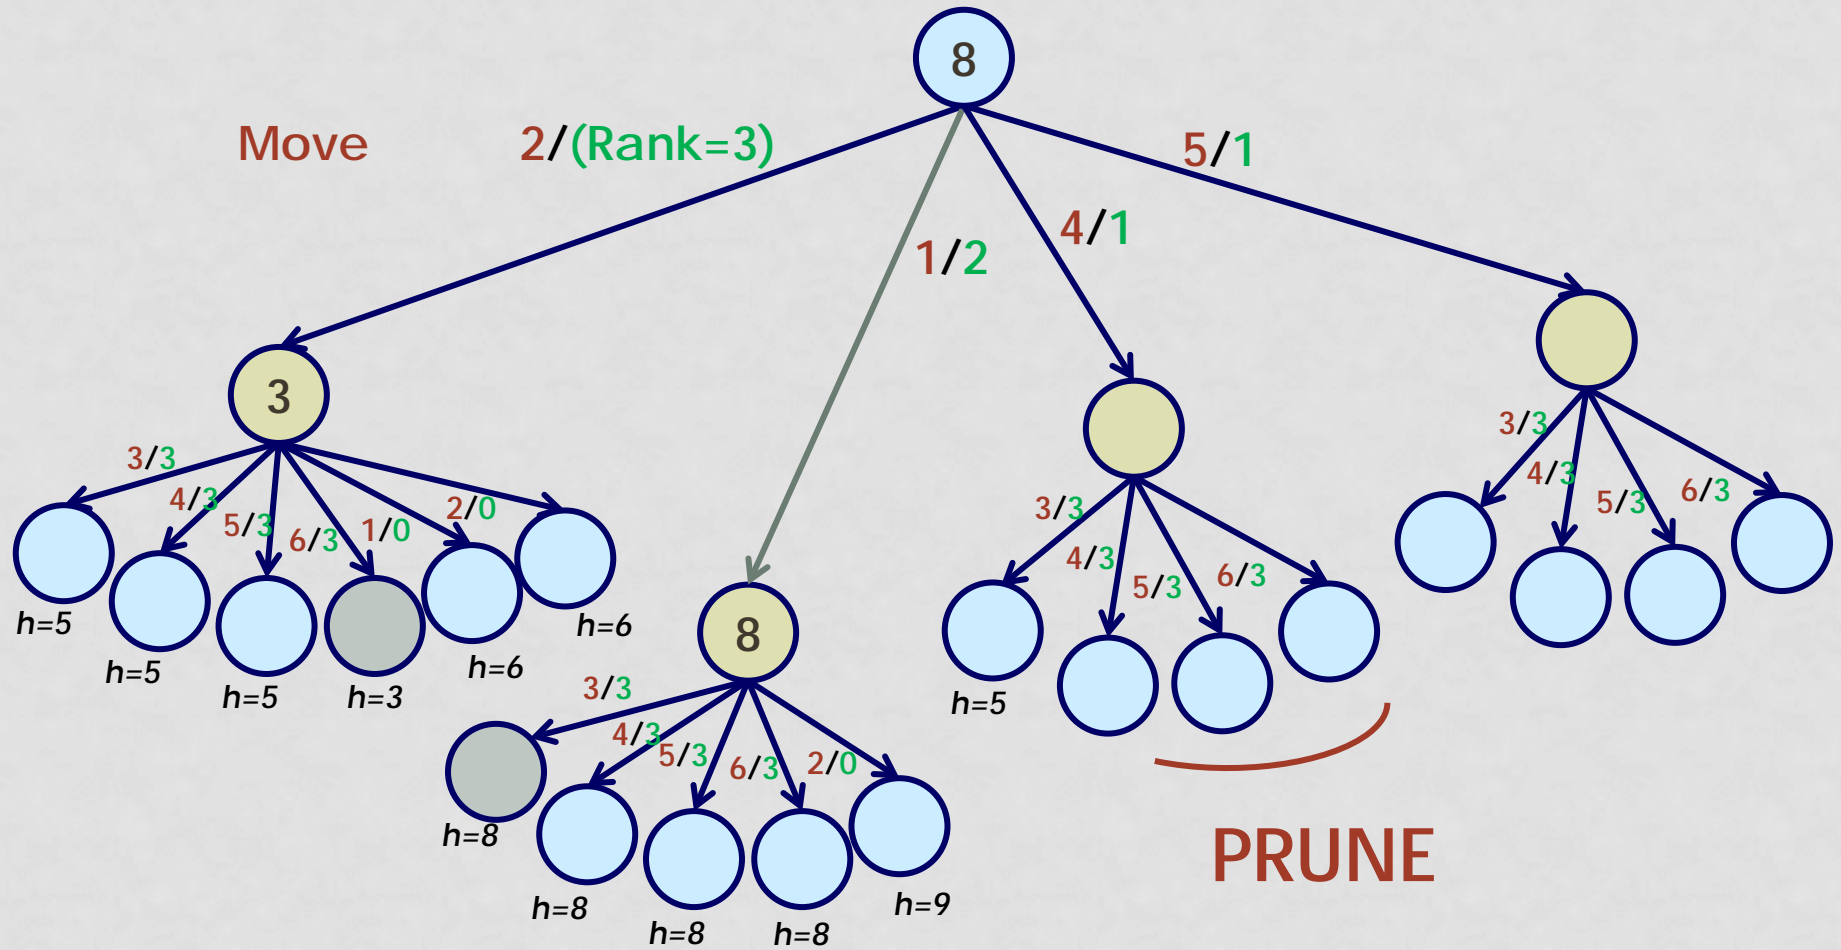 8
Move 2/(Rank=3)
5/1
4/1
1/2
3
8
3/3
4/3
5/3
6/3
1/0
2/0
h=5
h=5
h=5
h=3
h=6
h=6
3/3
4/3
5/3
6/3
2/0
h=8
h=8
h=8
h=8
h=9
3/3
4/3
5/3
6/3
h=5
3/3
4/3
5/3
6/3
PRUNE